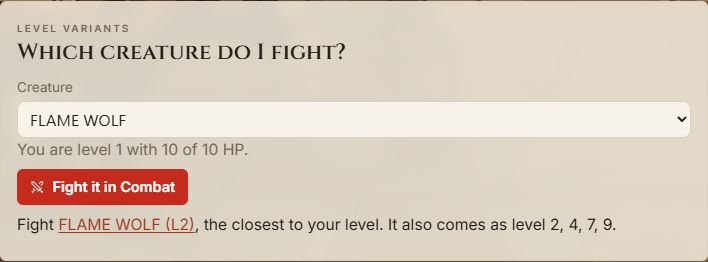 LEVEL VARIANTS
Which creature do I fight?
Creature
FLAME WOLF
You are level 1 with 10 of 10 HP.
Fight it in Combat
Fight FLAME WOLF (L2), the closest to your level. It also comes as level 2, 4, 7, 9.